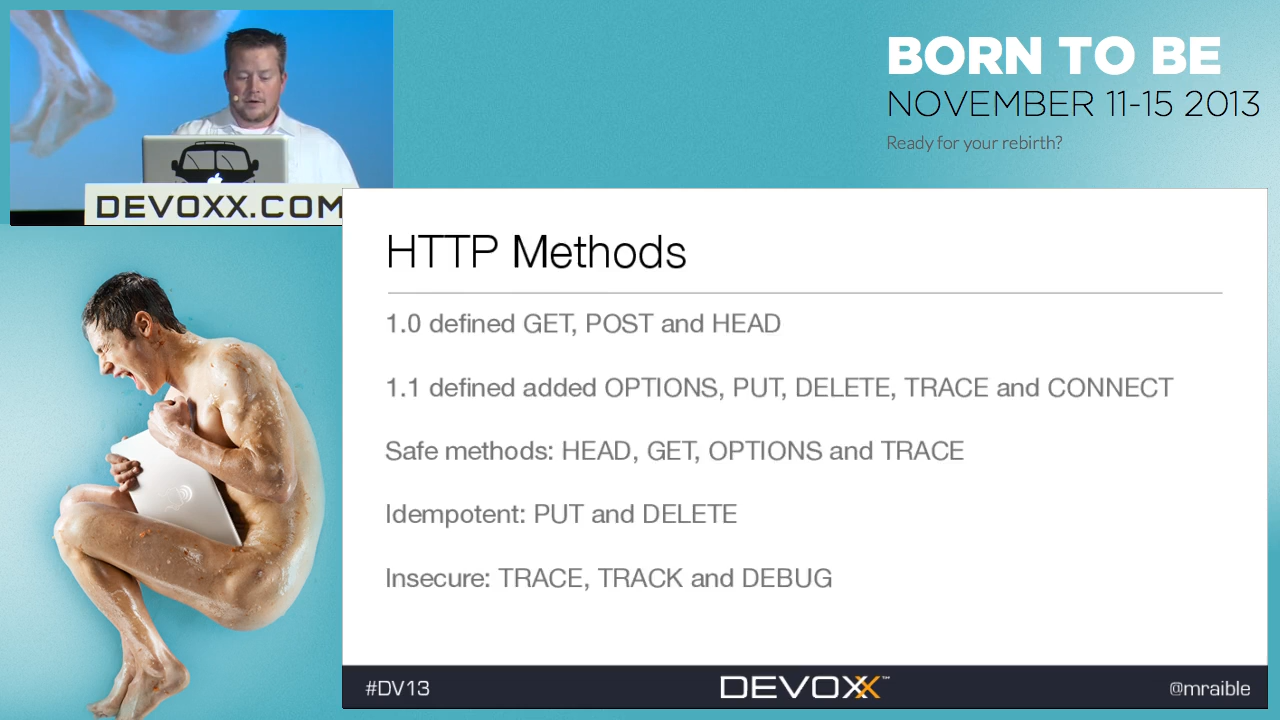 BORN TO BE
NOVEMBER 11-15 2013
Ready for your rebirth?
DEVOXX.COM
HTTP Methods
1.0 defined GET, POST and HEAD
1.1 defined added OPTIONS, PUT, DELETE, TRACE and CONNECT
Safe methods: HEAD, GET, OPTIONS and TRACE
Idempotent: PUT and DELETE
Insecure: TRACE, TRACK and DEBUG
#DV13
DEVOXX™
@mraible